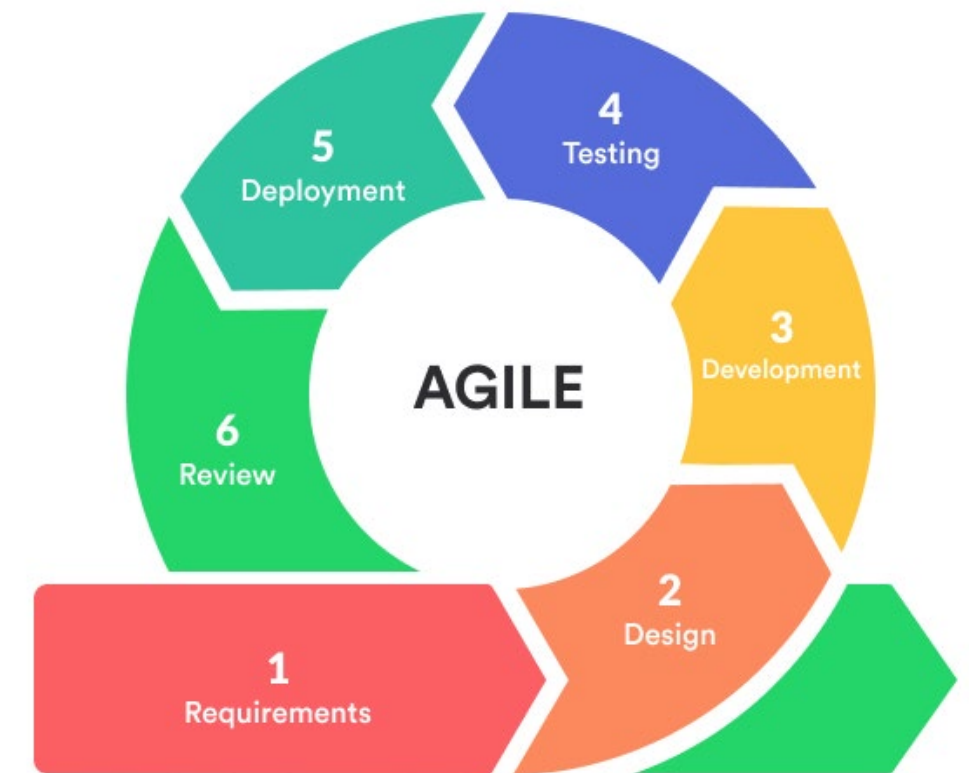 4
Testing
5
Deployment
3
Development
AGILE
6
Review
2
Design
1
Requirements